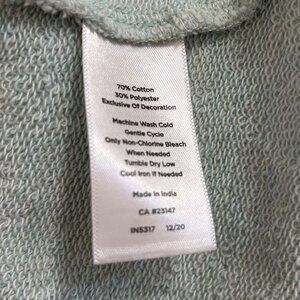 70% Cotton
30% Polyester
Exclusive Of Decoration
Machine Wash Cold
Gentle Cycle
Only Non-Chlorine Bleach
When Needed
Tumble Dry Low
Cool Iron If Needed
Made in India
CA #23147
IN5317 12/20